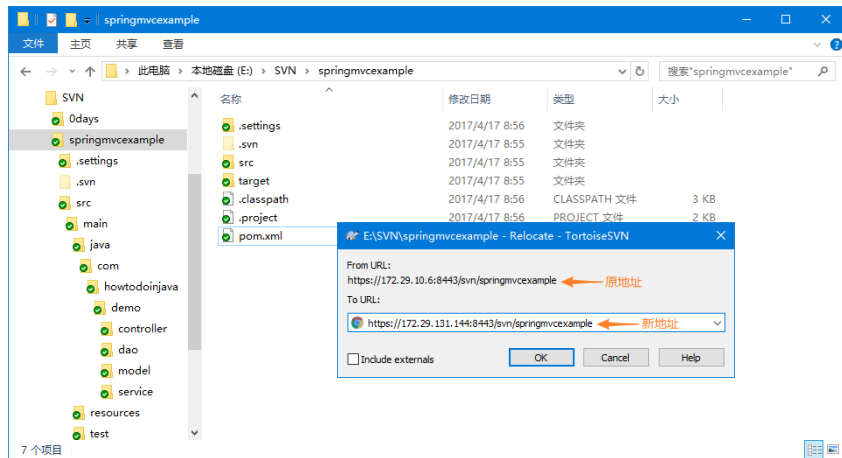 springmvcexample
文件 主页 共享 查看
此电脑 > 本地磁盘 (E:) > SVN > springmvcexample
搜索"springmvcexample"
SVN
0days
springmvcexample
.settings
.svn
src
main
java
com
howtodoinjava
demo
controller
dao
model
service
resources
test
名称 修改日期 类型 大小
.settings 2017/4/17 8:56 文件夹
.svn 2017/4/17 8:55 文件夹
src 2017/4/17 8:55 文件夹
target 2017/4/17 8:55 文件夹
.classpath 2017/4/17 8:56 CLASSPATH 文件 3 KB
.project 2017/4/17 8:56 PROJECT 文件 2 KB
pom.xml
E:\SVN\springmvcexample - Relocate - TortoiseSVN
From URL:
https://172.29.10.6:8443/svn/springmvcexample 原地址
To URL:
https://172.29.131.144:8443/svn/springmvcexample 新地址
Include externals
OK Cancel Help
7 个项目